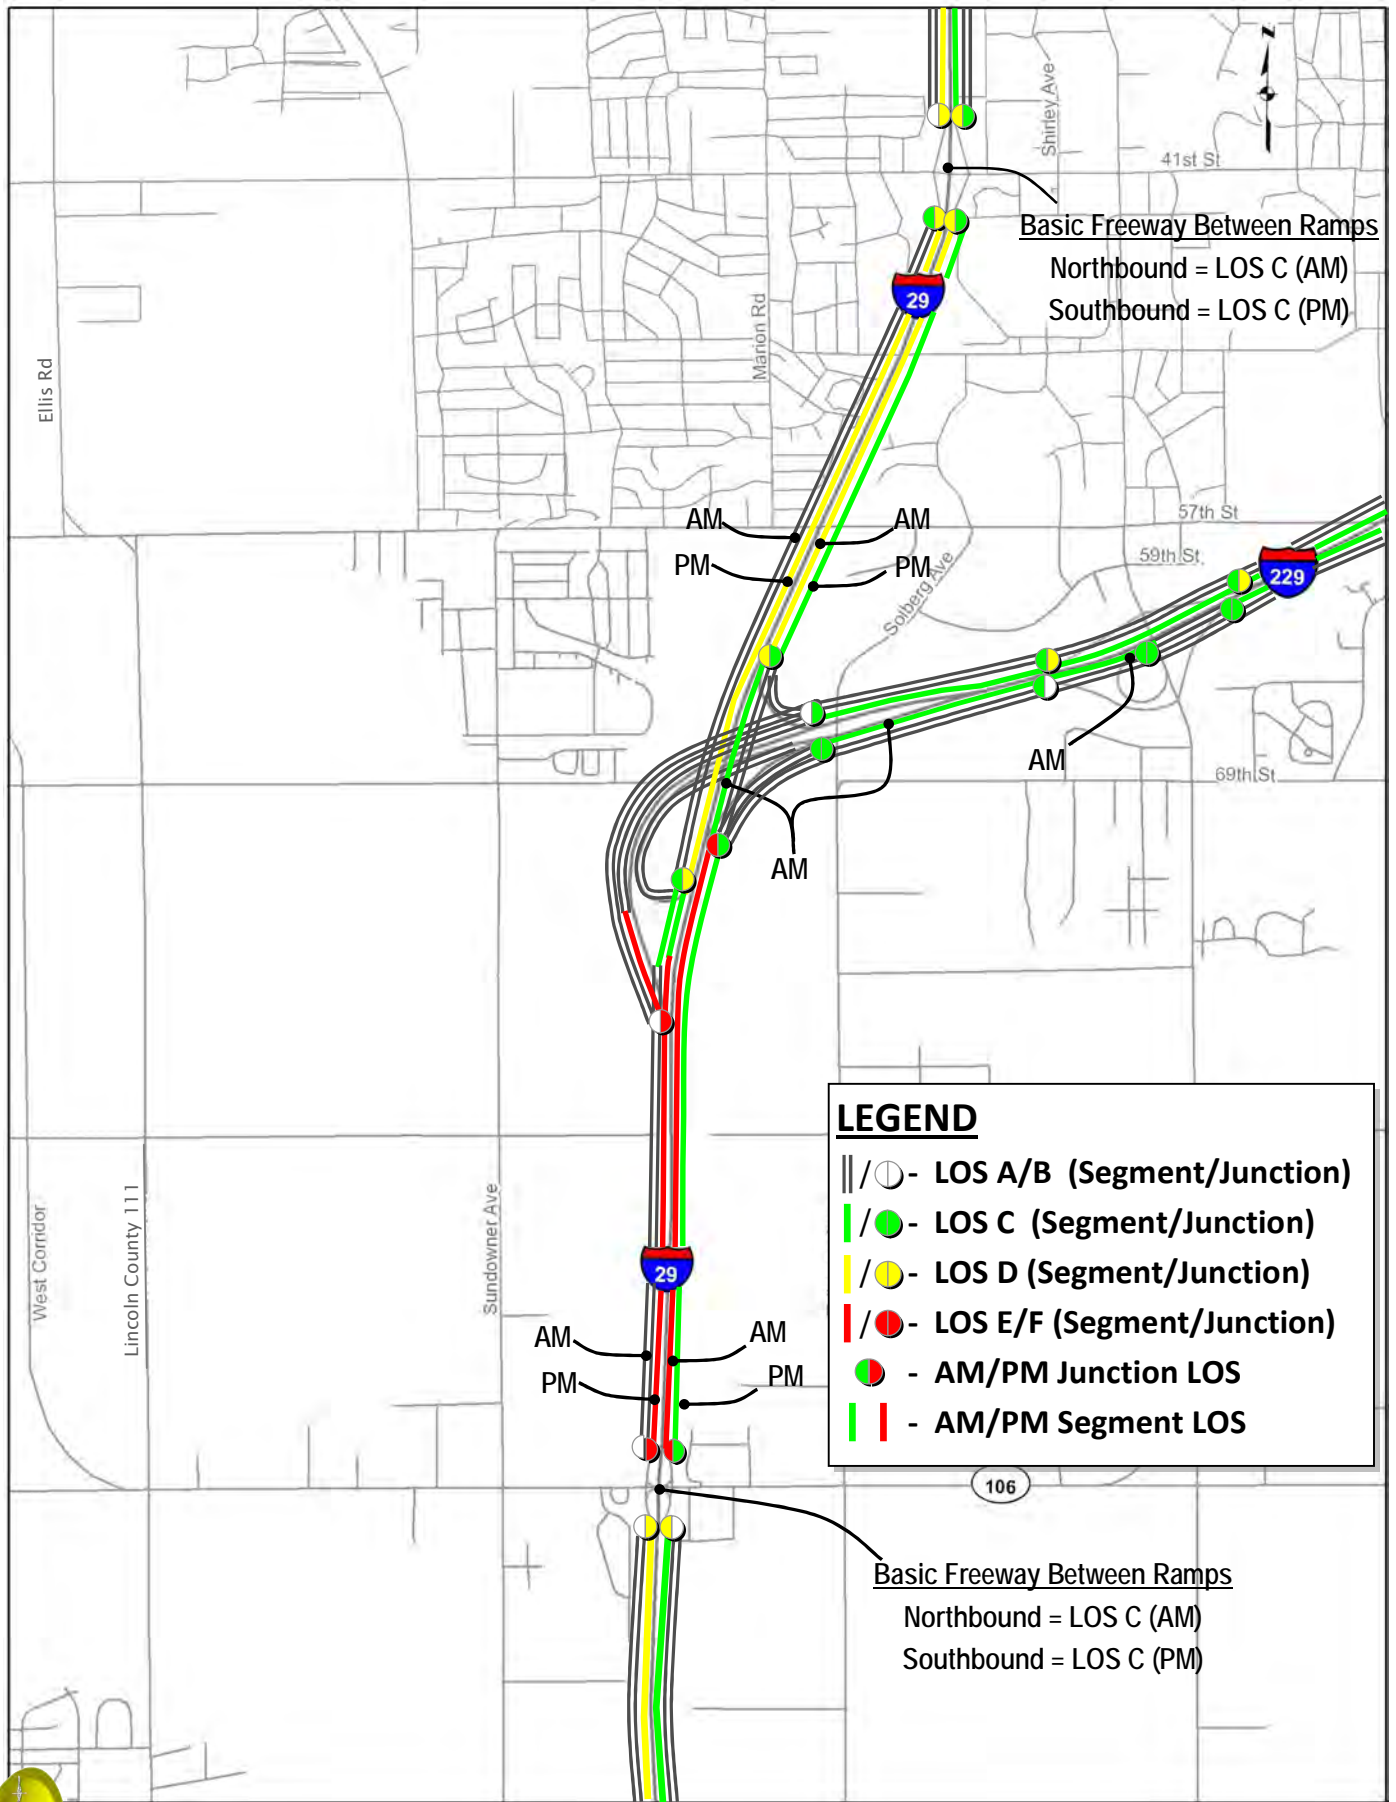 N
Shirley Ave
41st St
Basic Freeway Between Ramps
Northbound = LOS C (AM)
Southbound = LOS C (PM)
29
Marion Rd
Ellis Rd
AM
AM
57th St
PM
PM
59th St
229
Solberg Ave
AM
69th St
AM
LEGEND
/ - LOS A/B (Segment/Junction)
/ - LOS C (Segment/Junction)
/ - LOS D (Segment/Junction)
/ - LOS E/F (Segment/Junction)
- AM/PM Junction LOS
- AM/PM Segment LOS
West Corridor
Lincoln County 111
Sundowner Ave
29
AM
AM
PM
PM
106
Basic Freeway Between Ramps
Northbound = LOS C (AM)
Southbound = LOS C (PM)